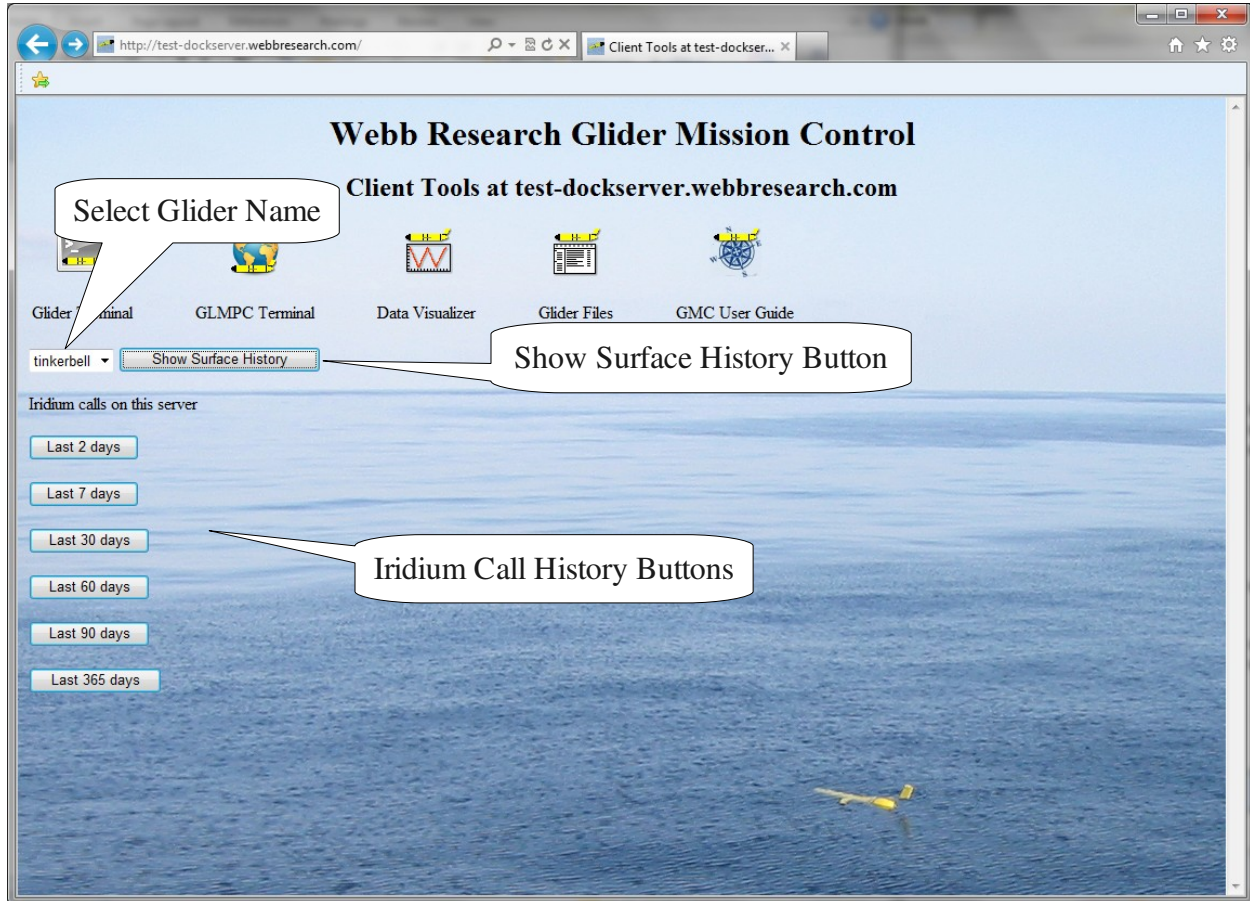 http://test-dockserver.webbresearch.com/
Client Tools at test-dockser...
Webb Research Glider Mission Control
Client Tools at test-dockserver.webbresearch.com
Select Glider Name
Glider Terminal
GLMPC Terminal
Data Visualizer
Glider Files
GMC User Guide
tinkerbell
Show Surface History
Show Surface History Button
Iridium calls on this server
Last 2 days
Last 7 days
Last 30 days
Iridium Call History Buttons
Last 60 days
Last 90 days
Last 365 days